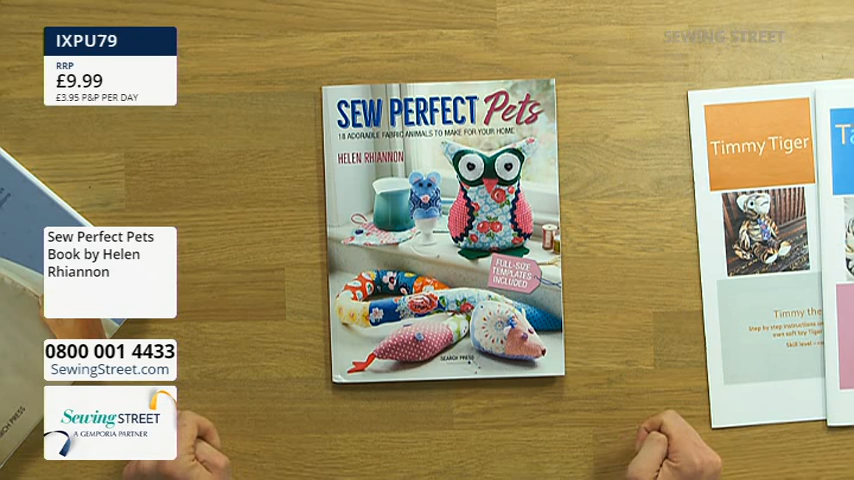 IXPU79
RRP
£9.99
£3.95 P&P PER DAY
SEWING STREET
SEW PERFECT Pets
18 ADORABLE FABRIC ANIMALS TO MAKE FOR YOUR HOME
HELEN RHIANNON
FULL-SIZE
TEMPLATES
INCLUDED
SEARCH PRESS
Timmy Tiger
Ta
Timmy the
Step by step instructions
own soft toy Tiger
Skill level
Sew Perfect Pets
Book by Helen
Rhiannon
0800 001 4433
SewingStreet.com
Sewing STREET
A GEMPORIA PARTNER
RCH PRESS